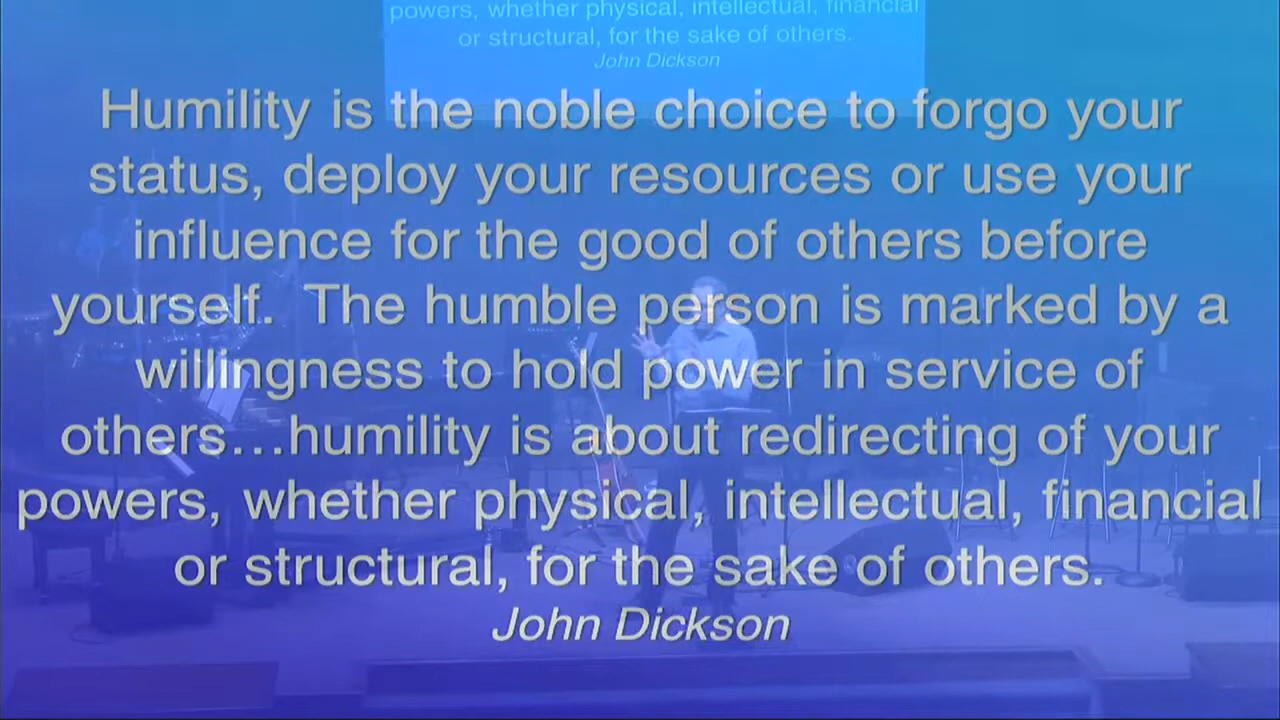 powers, whether physical, intellectual, financial
or structural, for the sake of others.
John Dickson
Humility is the noble choice to forgo your
status, deploy your resources or use your
influence for the good of others before
yourself.  The humble person is marked by a
willingness to hold power in service of
others...humility is about redirecting of your
powers, whether physical, intellectual, financial
or structural, for the sake of others.
John Dickson